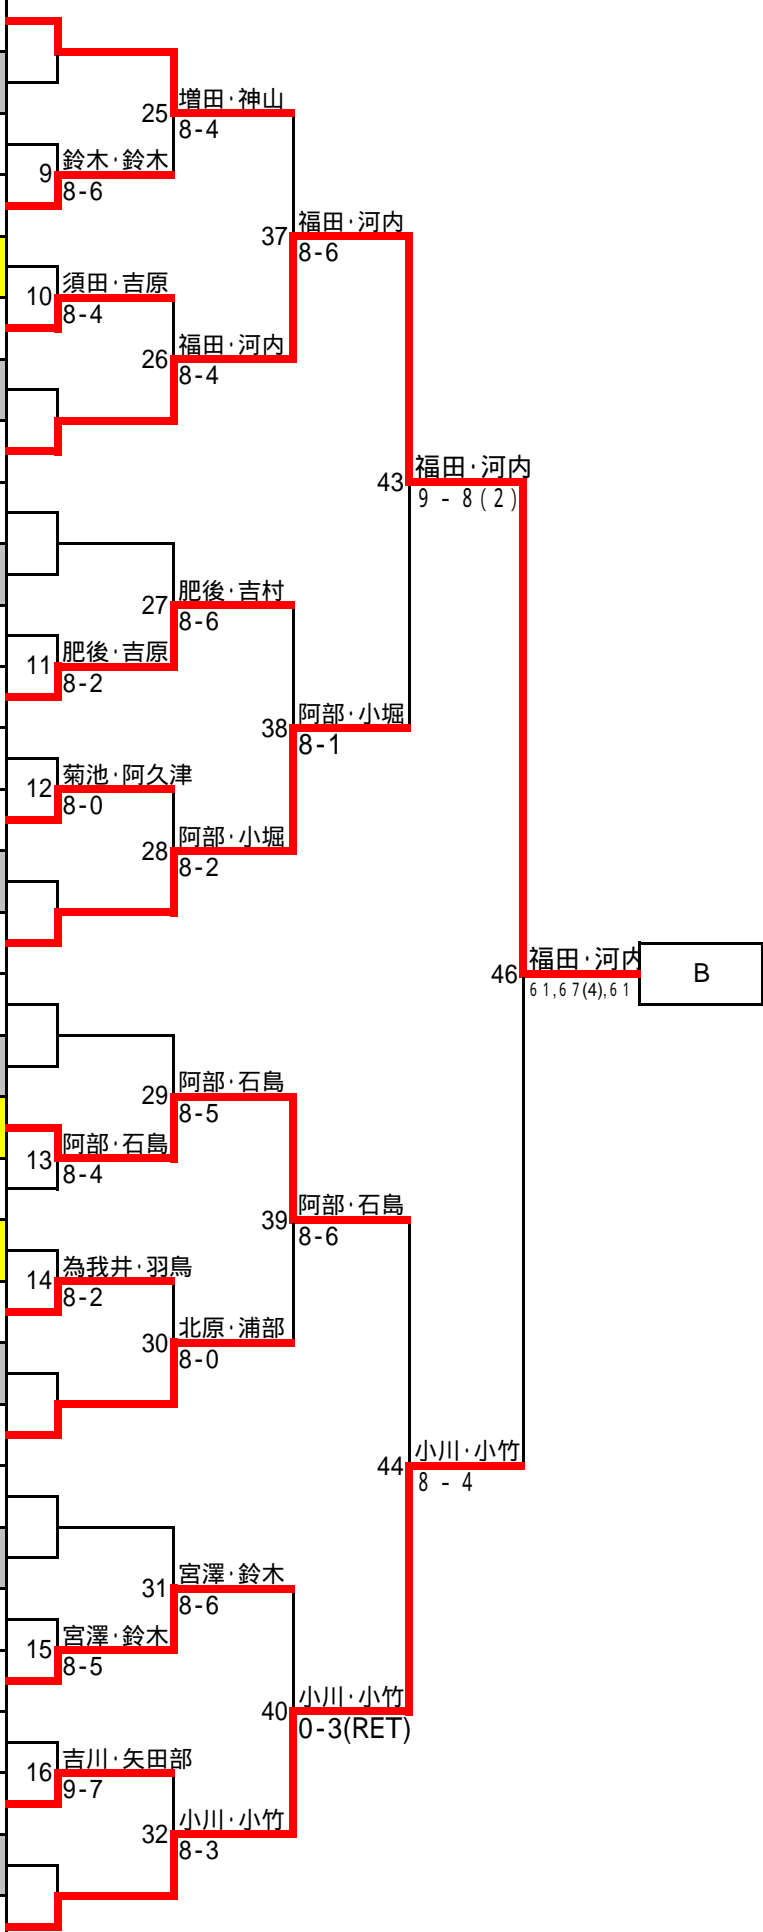 増田・神山
25
8-4
鈴木・鈴木
9
8-6
福田・河内
37
8-6
須田・吉原
10
8-4
福田・河内
26
8-4
福田・河内
43
9-8(2)
肥後・吉村
27
8-6
肥後・吉原
11
8-2
阿部・小堀
38
8-1
菊池・阿久津
12
8-0
阿部・小堀
28
8-2
福田・河内
46
61,67(4),61
B
阿部・石島
29
8-5
阿部・石島
13
8-4
阿部・石島
39
8-6
為我井・羽鳥
14
8-2
北原・浦部
30
8-0
小川・小竹
44
8-4
宮澤・鈴木
31
8-6
宮澤・鈴木
15
8-5
小川・小竹
40
0-3(RET)
吉川・矢田部
16
9-7
小川・小竹
32
8-3